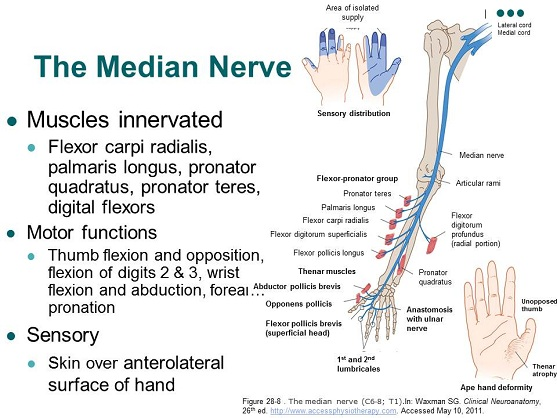 Area of isolated
supply
Lateral cord
Medial cord
The Median Nerve
Sensory distribution
Muscles innervated
Flexor carpi radialis,
palmaris longus, pronator
quadratus, pronator teres,
digital flexors
Motor functions
Thumb flexion and opposition,
flexion of digits 2 & 3, wrist
flexion and abduction, forear…
pronation
Sensory
Skin over anterolateral
surface of hand
Median nerve
Articular rami
Flexor-pronator group
Pronator teres
Palmaris longus
Flexor carpi radialis
Flexor digitorum superficialis
Flexor pollicis longus
Flexor
digitorum
profundus
(radial portion)
Thenar muscles
Abductor pollicis brevis
Opponens pollicis
Flexor pollicis brevis
(superficial head)
Pronator
quadratus
Anastomosis
with ulnar
nerve
1st and 2nd
lumbricales
Unopposed
thumb
Thenar
atrophy
Ape hand deformity
Figure 28-8 . The median nerve (C6-8; T1).In: Waxman SG. Clinical Neuroanatomy,
26th ed. http://www.accessphysiotherapy.com. Accessed May 10, 2011.